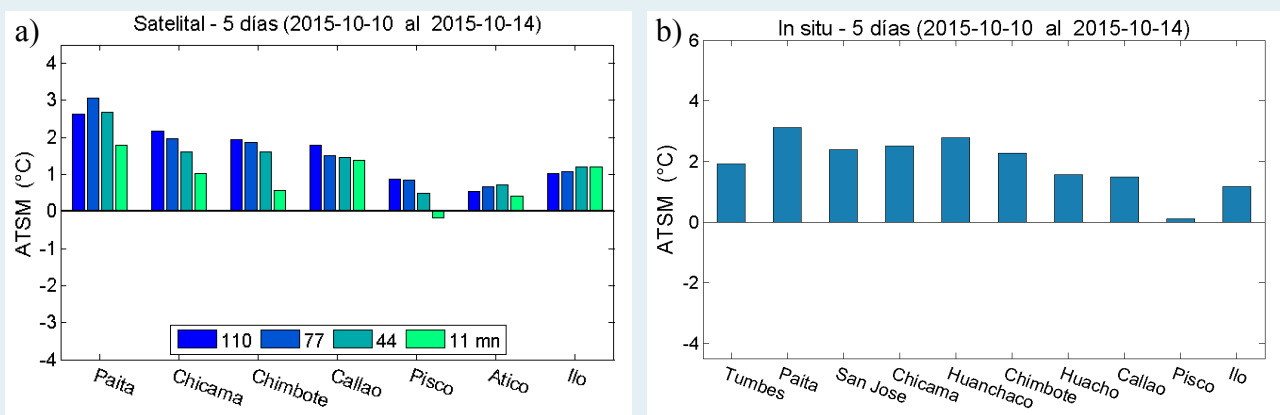 a)
Satelital - 5 días (2015-10-10 al 2015-10-14)
ATSM (°C)
4
3
2
1
0
-1
-2
-3
-4
110 77 44 11 mn
Paita Chicama Chimbote Callao Pisco Atico Ilo
b)
In situ - 5 días (2015-10-10 al 2015-10-14)
ATSM (°C)
6
4
2
0
-2
-4
Tumbes Paita San Jose Chicama Huanchaco Chimbote Huacho Callao Pisco Ilo